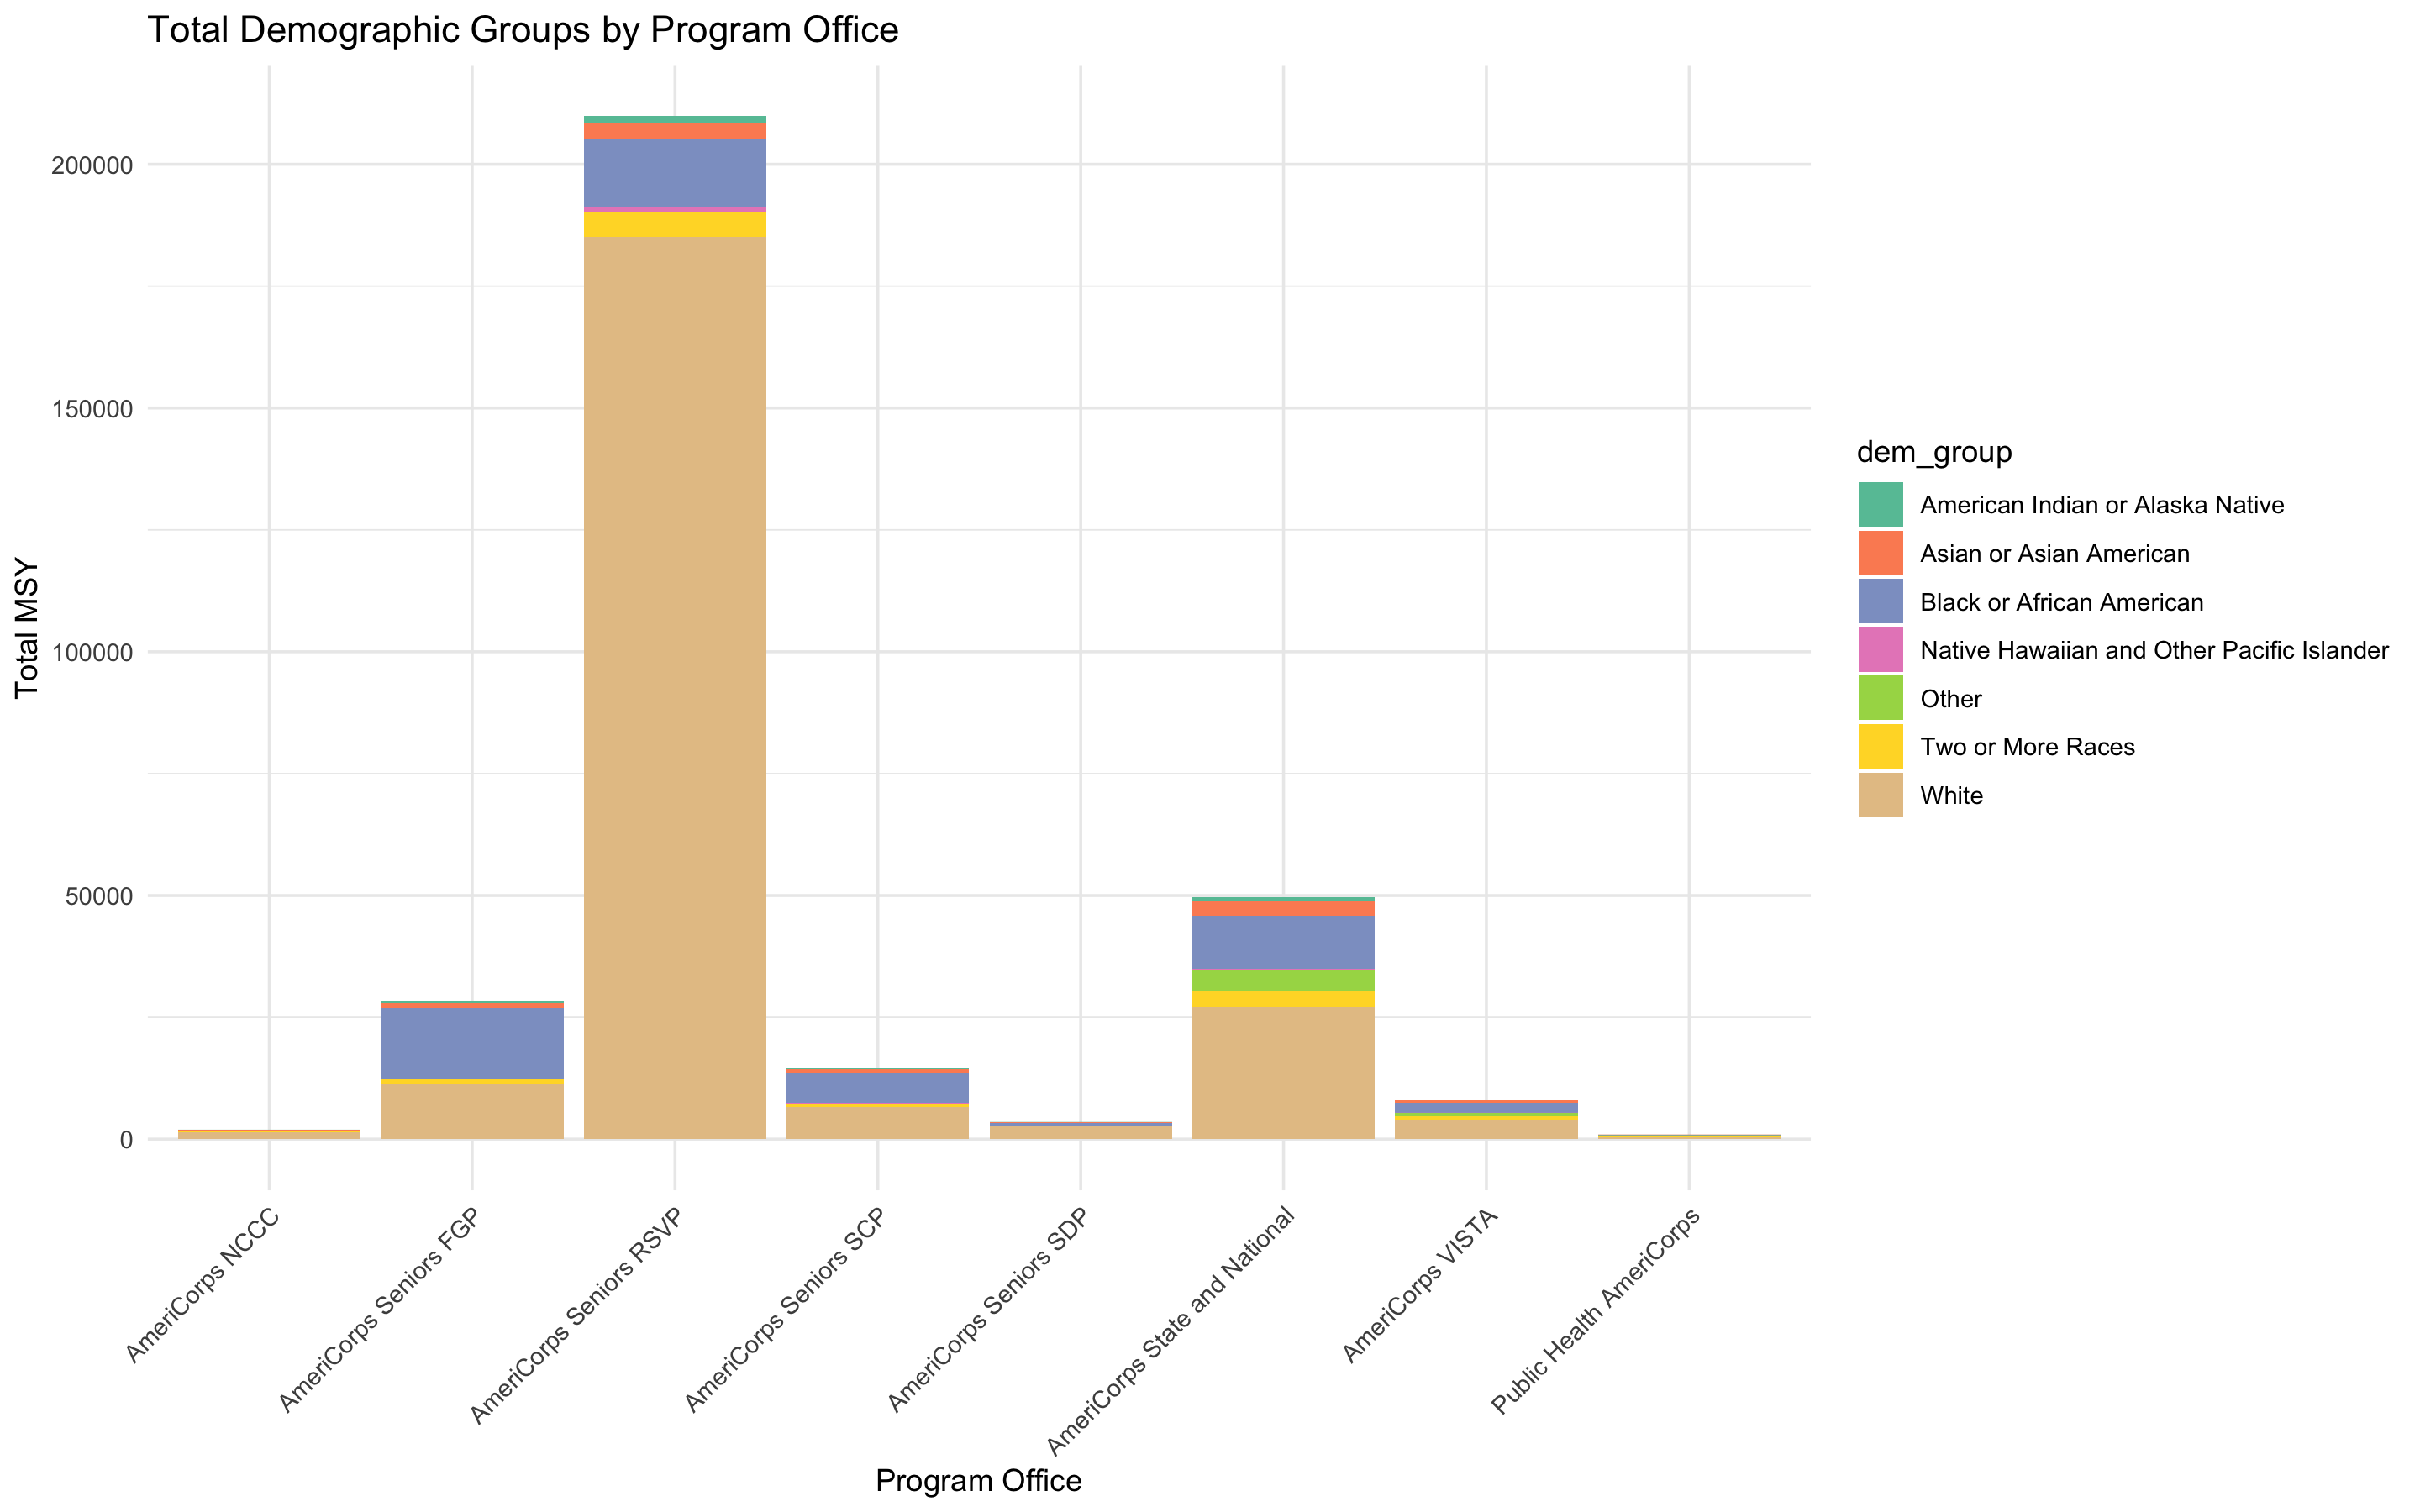 Total Demographic Groups by Program Office
Total MSY
200000
150000
100000
50000
0
AmeriCorps NCCC
AmeriCorps Seniors FGP
AmeriCorps Seniors RSVP
AmeriCorps Seniors SCP
AmeriCorps Seniors SDP
AmeriCorps State and National
AmeriCorps VISTA
Public Health AmeriCorps
Program Office
dem_group
American Indian or Alaska Native
Asian or Asian American
Black or African American
Native Hawaiian and Other Pacific Islander
Other
Two or More Races
White